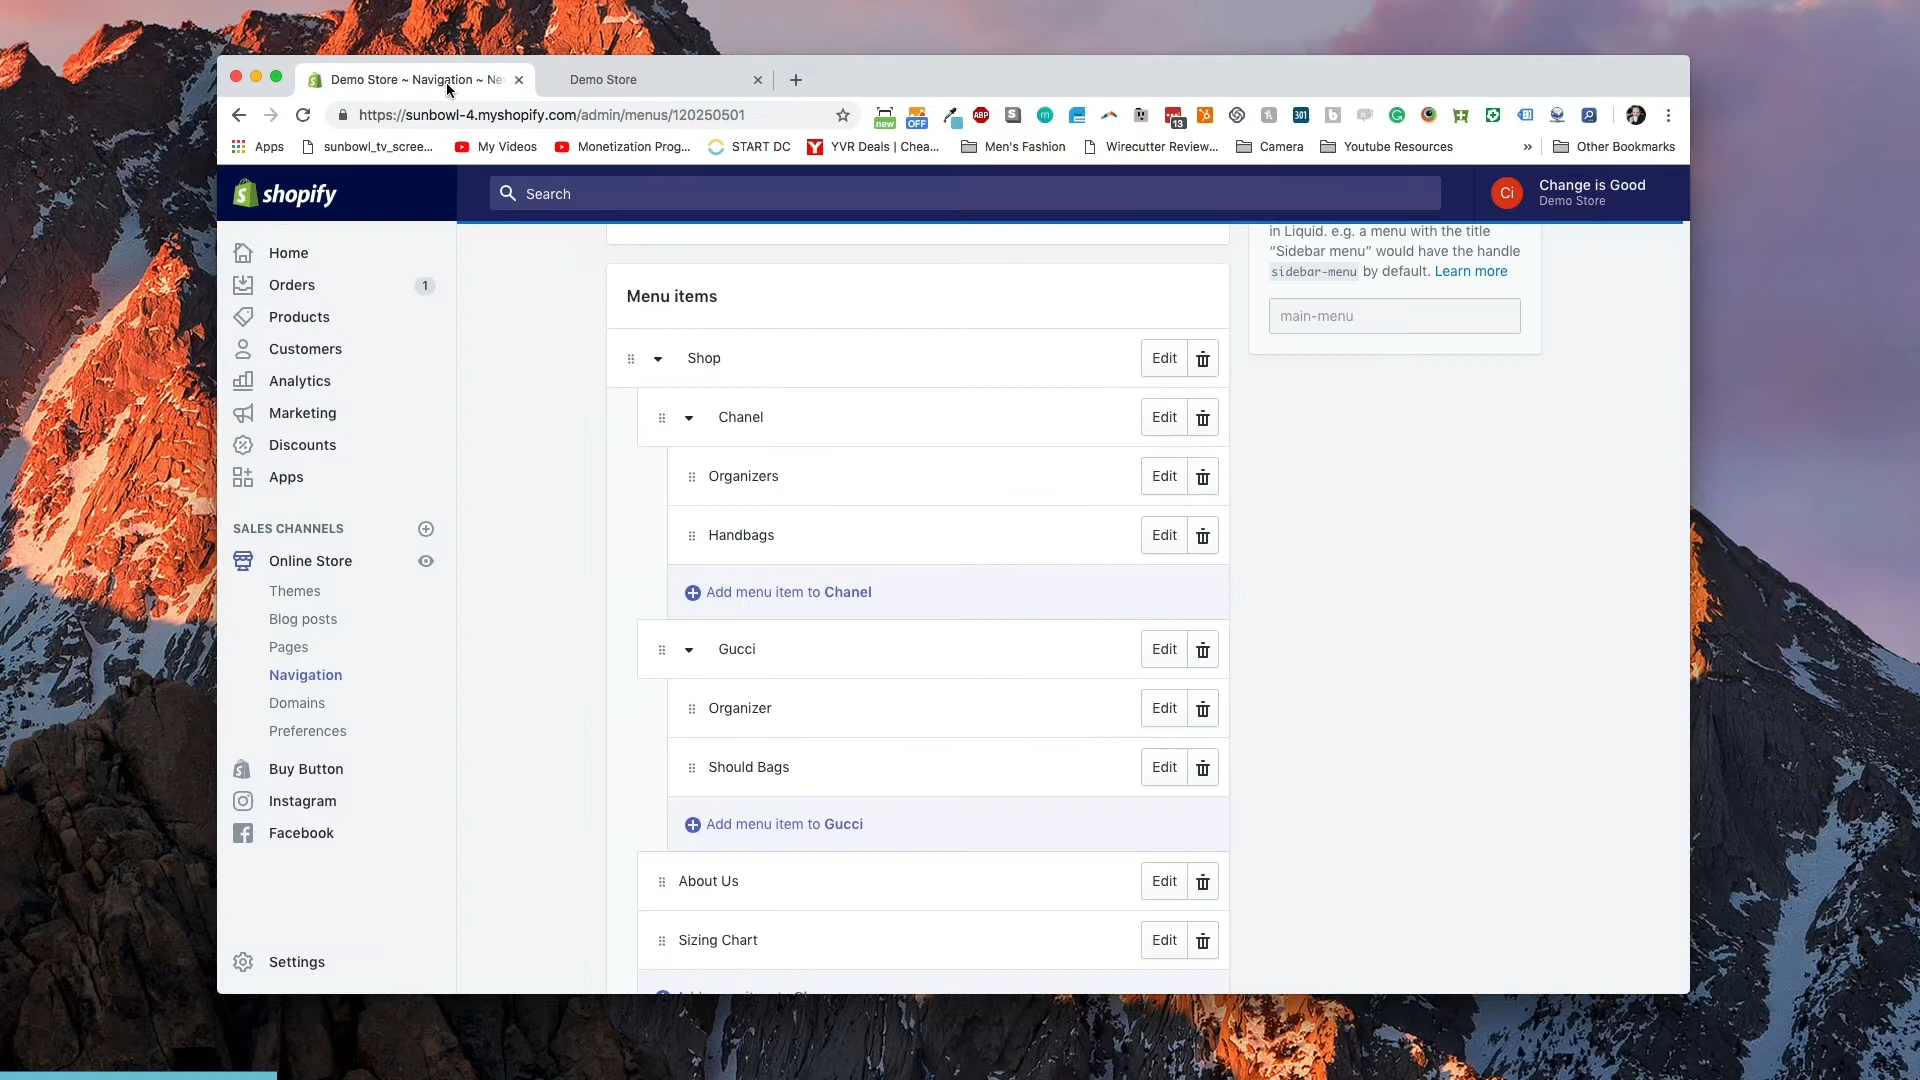 Demo Store ~ Navigation ~ Ne
Demo Store
https://sunbowl-4.myshopify.com/admin/menus/120250501
new
OFF
ABP
13
301
Apps
sunbowl_tv_scree...
My Videos
Monetization Prog...
START DC
YVR Deals | Chea...
Men's Fashion
Wirecutter Review...
Camera
Youtube Resources
»
Other Bookmarks
shopify
Search
Ci
Change is Good
Demo Store
Home
Orders
1
Products
Customers
Analytics
Marketing
Discounts
Apps
SALES CHANNELS
Online Store
Themes
Blog posts
Pages
Navigation
Domains
Preferences
Buy Button
Instagram
Facebook
Settings
Menu items
Shop
Edit
Chanel
Edit
Organizers
Edit
Handbags
Edit
Add menu item to Chanel
Gucci
Edit
Organizer
Edit
Should Bags
Edit
Add menu item to Gucci
About Us
Edit
Sizing Chart
Edit
in Liquid. e.g. a menu with the title
“Sidebar menu” would have the handle
sidebar-menu by default. Learn more
main-menu